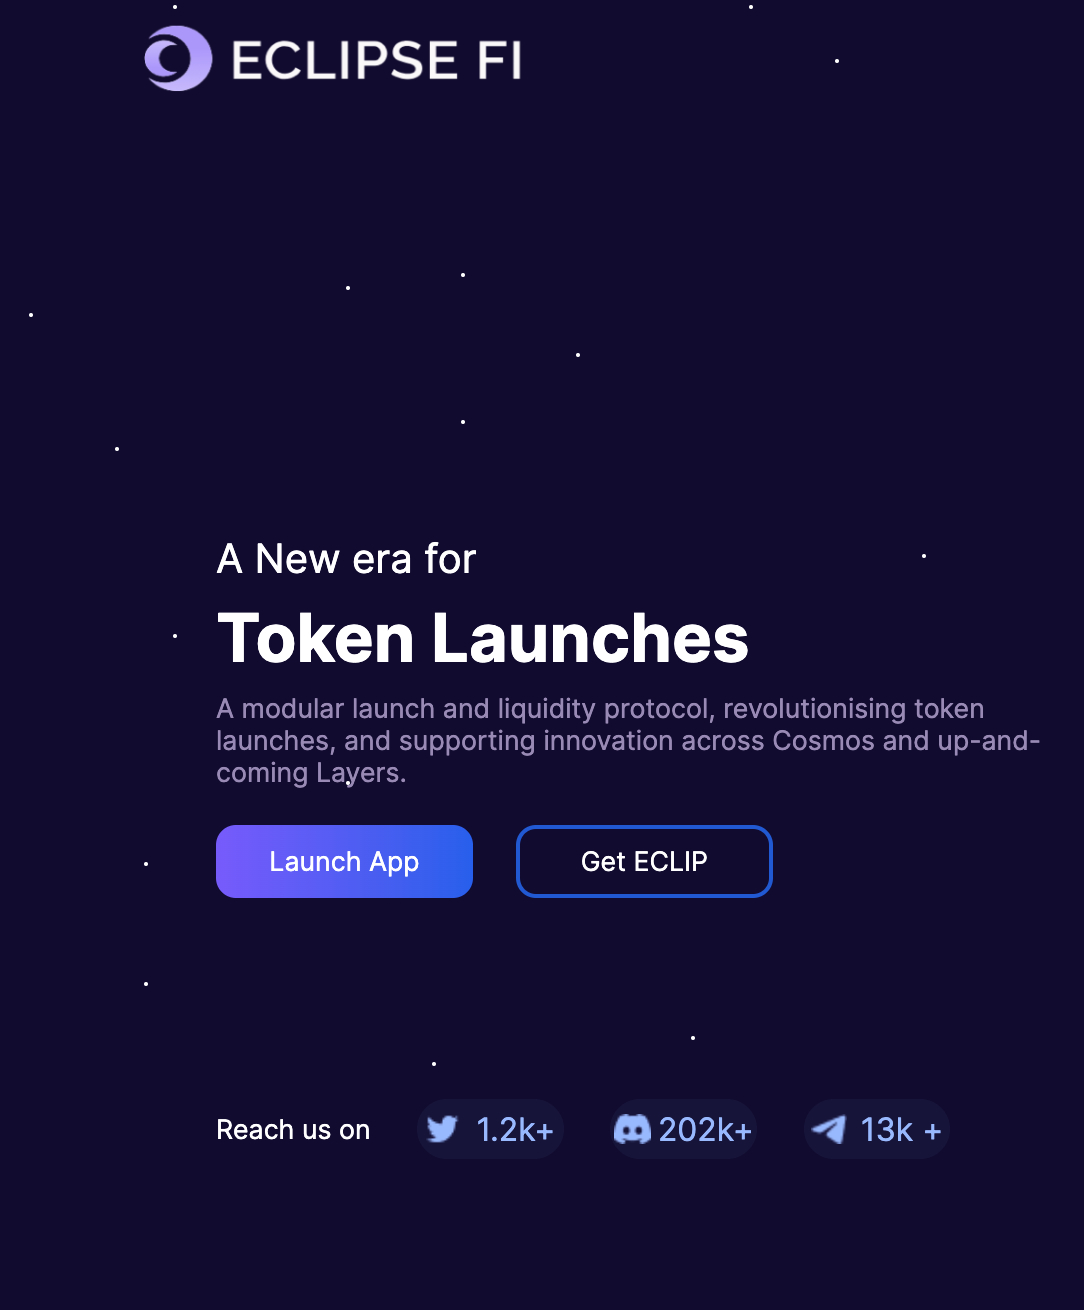 ECLIPSE FI
A New era for
Token Launches
A modular launch and liquidity protocol, revolutionising token
launches, and supporting innovation across Cosmos and up-and-
coming Layers.
Launch App
Get ECLIP
Reach us on
1.2k+
202k+
13k +